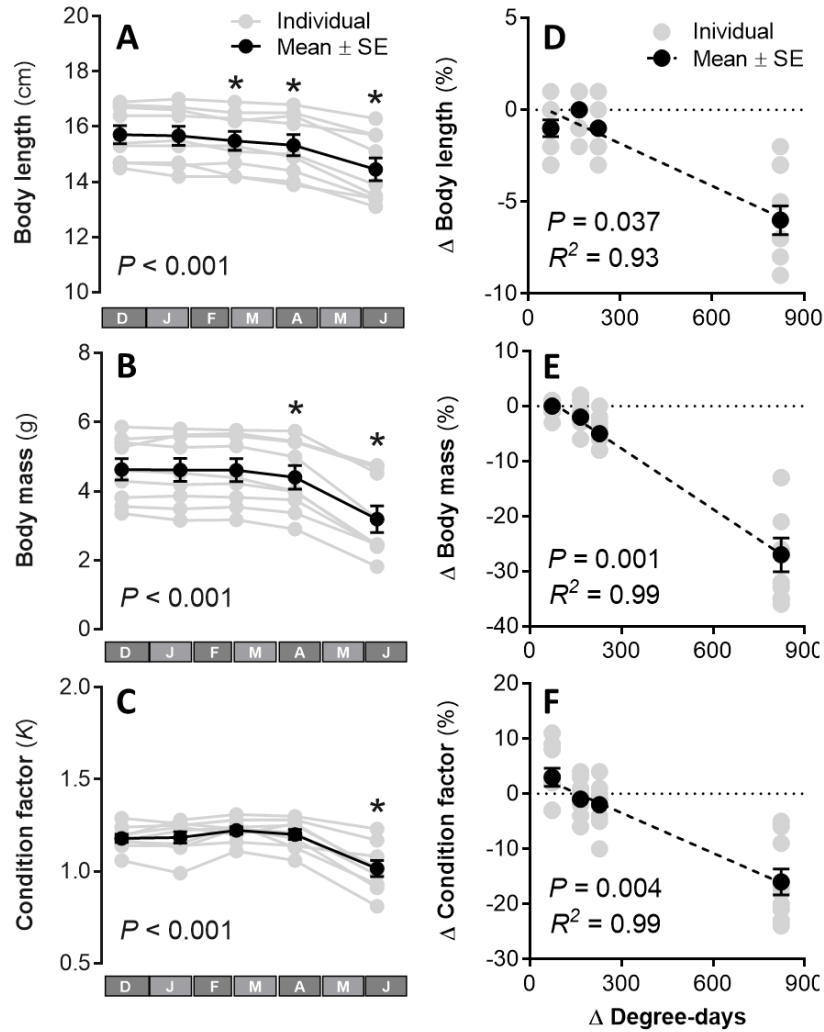 A
Individual
Mean ± SE
* * *
Body length (cm)
20
18
16
14
12
10
P < 0.001
D J F M A M J
B
* *
Body mass (g)
8
6
4
2
0
P < 0.001
D J F M A M J
C
*
Condition factor (K)
2.0
1.5
1.0
0.5
P < 0.001
D J F M A M J
D
Inividual
Mean ± SE
Δ Body length (%)
5
0
-5
-10
P = 0.037
R² = 0.93
0 300 600 900
E
Δ Body mass (%)
10
0
-10
-20
-30
-40
P = 0.001
R² = 0.99
0 300 600 900
F
Δ Condition factor (%)
20
10
0
-10
-20
-30
P = 0.004
R² = 0.99
0 300 600 900
Δ Degree-days